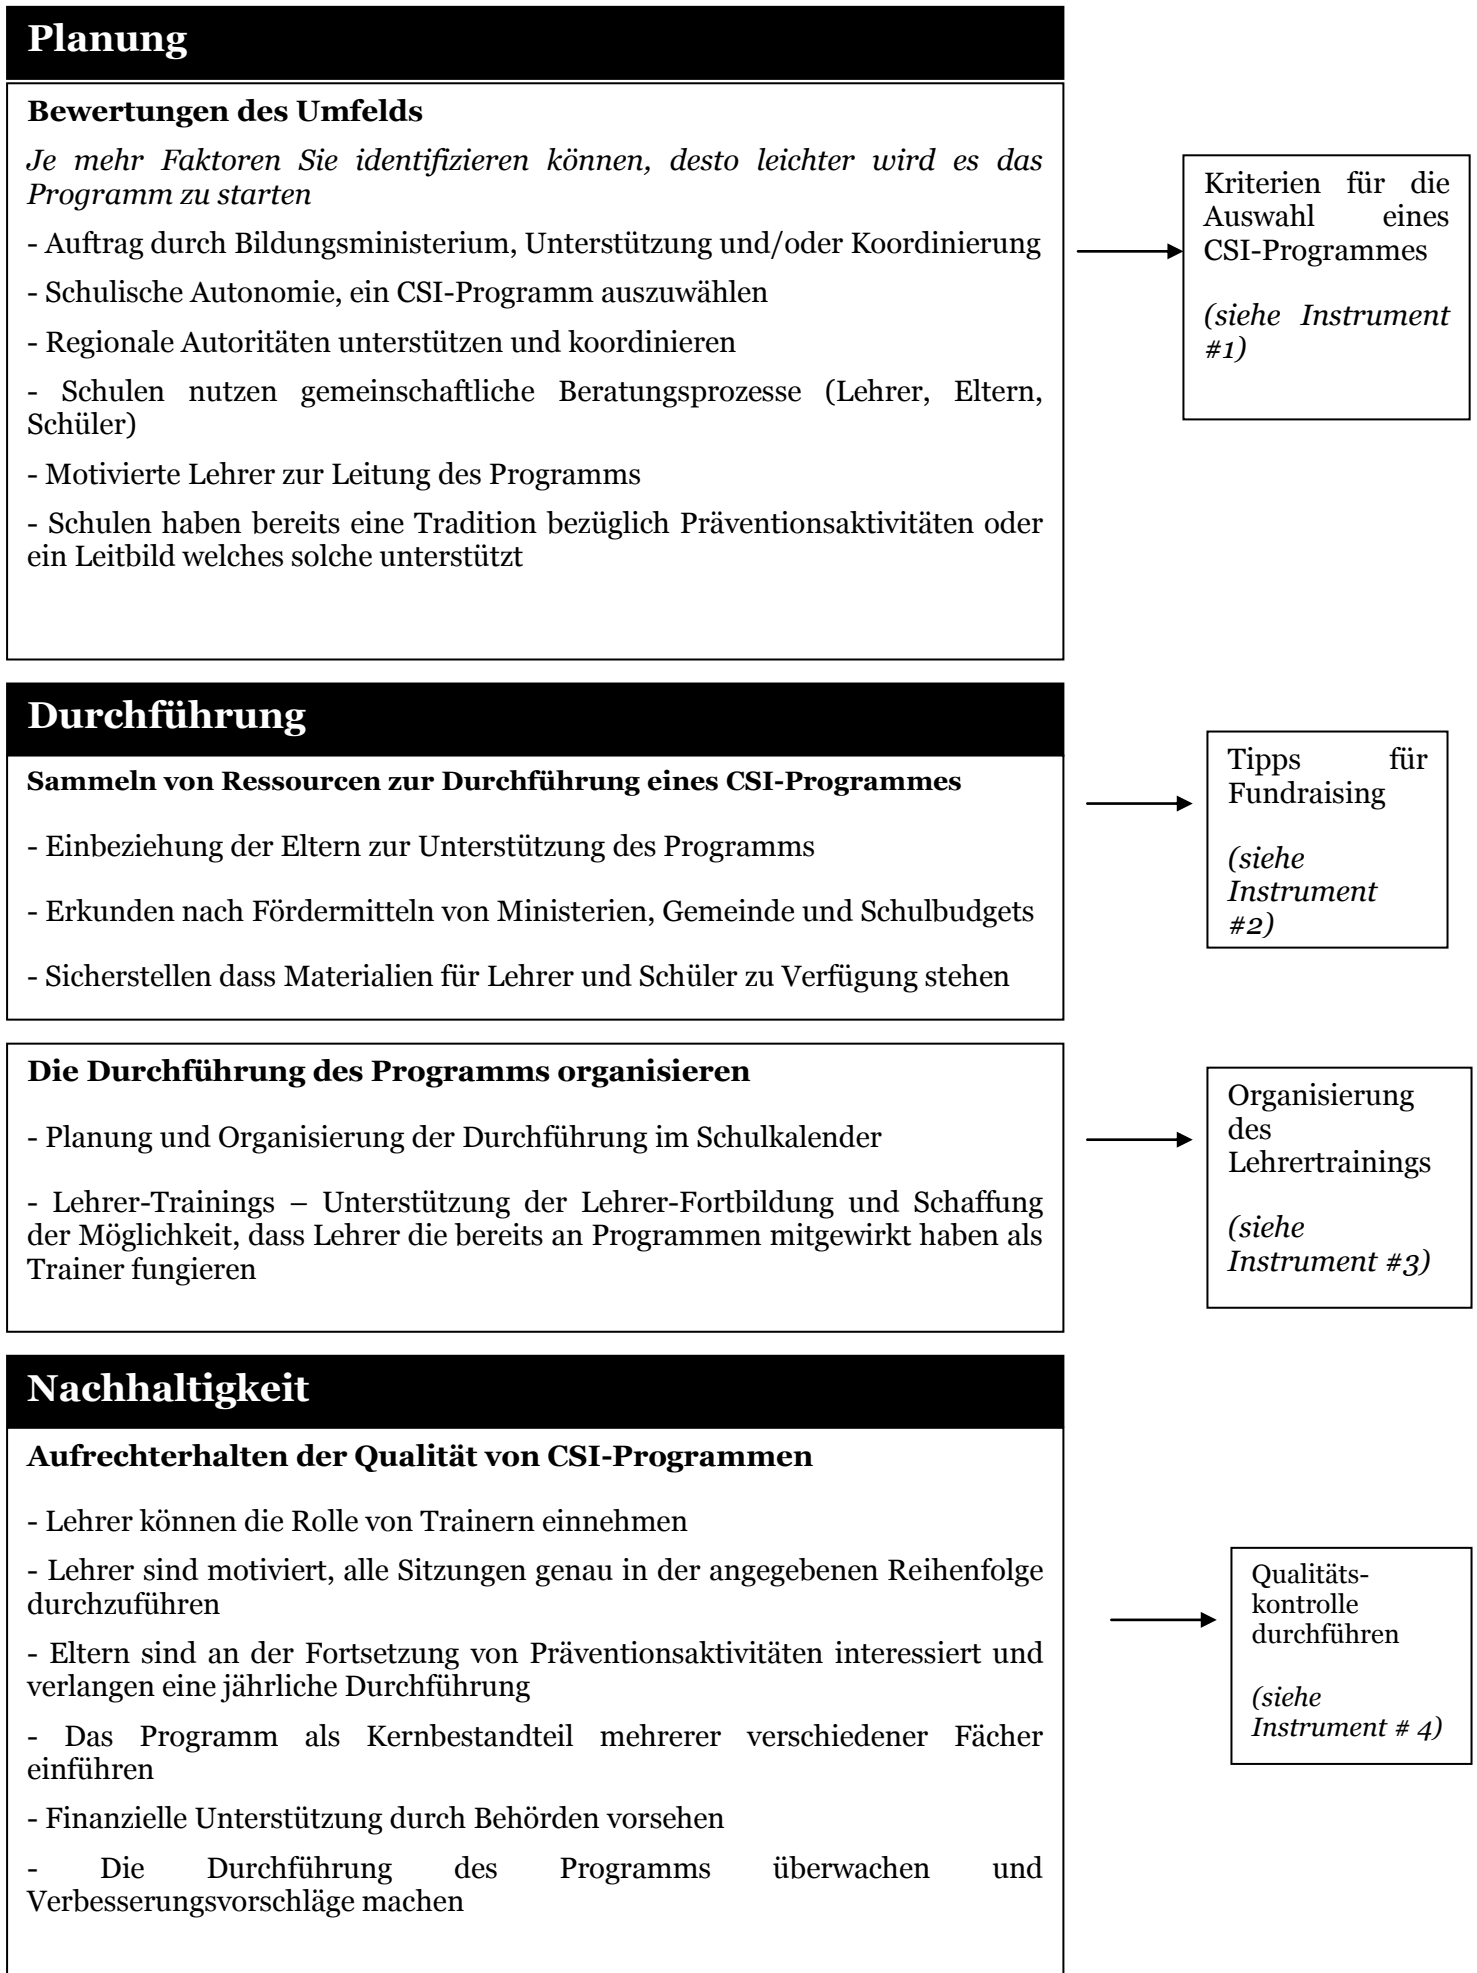 Planung
Bewertungen des Umfelds
Je mehr Faktoren Sie identifizieren können, desto leichter wird es das
Programm zu starten
- Auftrag durch Bildungsministerium, Unterstützung und/oder Koordinierung
- Schulische Autonomie, ein CSI-Programm auszuwählen
- Regionale Autoritäten unterstützen und koordinieren
- Schulen nutzen gemeinschaftliche Beratungsprozesse (Lehrer, Eltern,
Schüler)
- Motivierte Lehrer zur Leitung des Programms
- Schulen haben bereits eine Tradition bezüglich Präventionsaktivitäten oder
ein Leitbild welches solche unterstützt
Kriterien für die
Auswahl eines
CSI-Programmes
(siehe Instrument
#1)
Durchführung
Sammeln von Ressourcen zur Durchführung eines CSI-Programmes
- Einbeziehung der Eltern zur Unterstützung des Programms
- Erkunden nach Fördermitteln von Ministerien, Gemeinde und Schulbudgets
- Sicherstellen dass Materialien für Lehrer und Schüler zu Verfügung stehen
Tipps für
Fundraising
(siehe
Instrument
#2)
Die Durchführung des Programms organisieren
- Planung und Organisierung der Durchführung im Schulkalender
- Lehrer-Trainings – Unterstützung der Lehrer-Fortbildung und Schaffung
der Möglichkeit, dass Lehrer die bereits an Programmen mitgewirkt haben als
Trainer fungieren
Organisierung
des
Lehrertrainings
(siehe
Instrument #3)
Nachhaltigkeit
Aufrechterhalten der Qualität von CSI-Programmen
- Lehrer können die Rolle von Trainern einnehmen
- Lehrer sind motiviert, alle Sitzungen genau in der angegebenen Reihenfolge
durchzuführen
- Eltern sind an der Fortsetzung von Präventionsaktivitäten interessiert und
verlangen eine jährliche Durchführung
- Das Programm als Kernbestandteil mehrerer verschiedener Fächer
einführen
- Finanzielle Unterstützung durch Behörden vorsehen
- Die Durchführung des Programms überwachen und
Verbesserungsvorschläge machen
Qualitäts-
kontrolle
durchführen
(siehe
Instrument # 4)